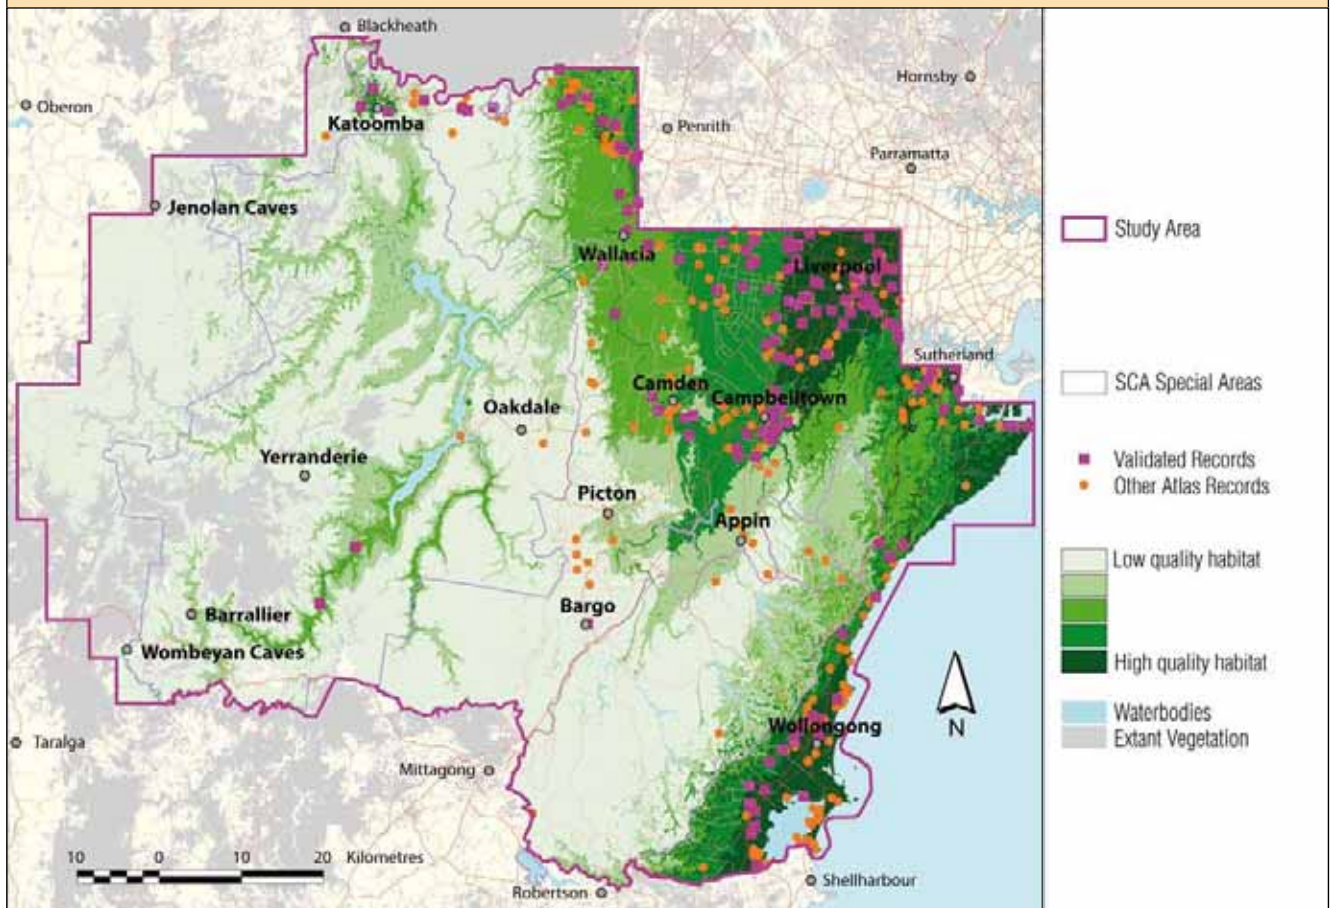 Blackheath
Hornsby
Oberon
Katoomba
Penrith
Parramatta
Jenolan Caves
Wallacia
Liverpool
Sutherland
Camden
Campbelltown
Oakdale
Yerranderie
Picton
Appin
Bargo
Barrallier
Wombeyan Caves
Wollongong
Taralga
Mittagong
10 0 10 20 Kilometres
Robertson
Shellharbour
N
Study Area
SCA Special Areas
Validated Records
Other Atlas Records
Low quality habitat
High quality habitat
Waterbodies
Extant Vegetation